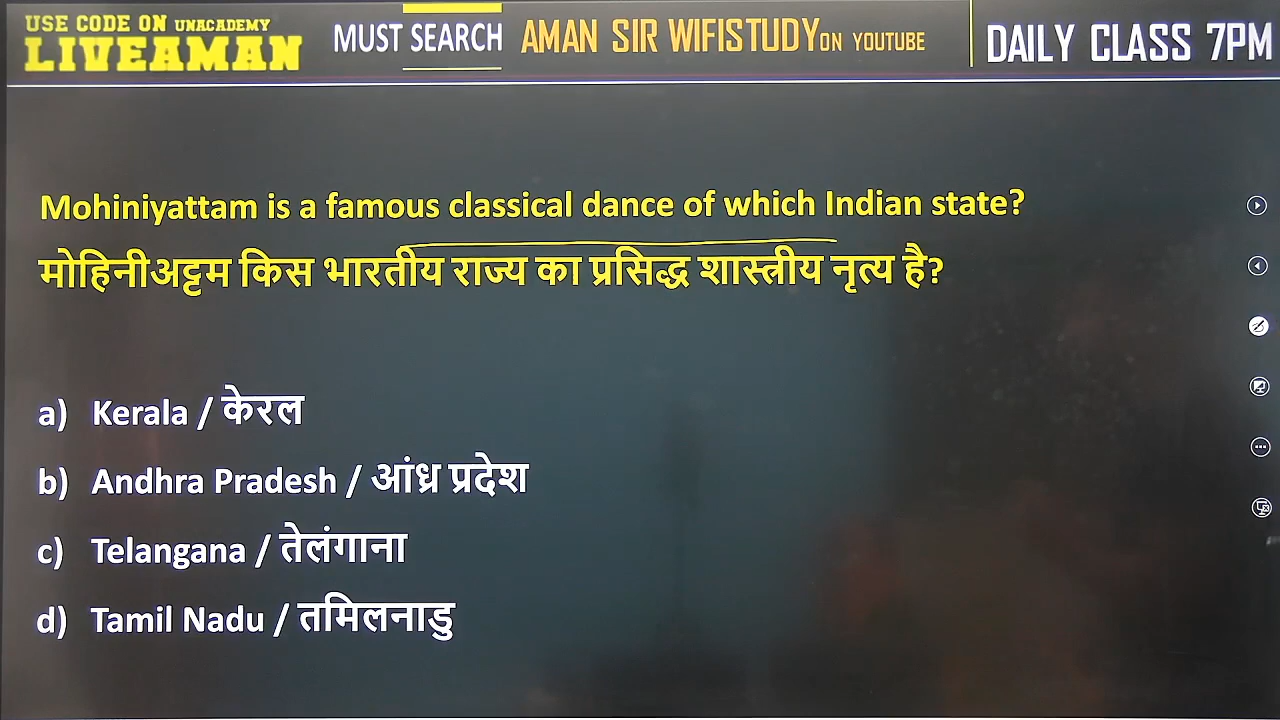 USE CODE ON UNACADEMY
LIVEAMAN
MUST SEARCH AMAN SIR WIFISTUDY ON YOUTUBE
DAILY CLASS 7PM
Mohiniyattam is a famous classical dance of which Indian state?
मोहिनीअट्टम किस भारतीय राज्य का प्रसिद्ध शास्त्रीय नृत्य है?
a) Kerala / केरल
b) Andhra Pradesh / आंध्र प्रदेश
c) Telangana / तेलंगाना
d) Tamil Nadu / तमिलनाडु